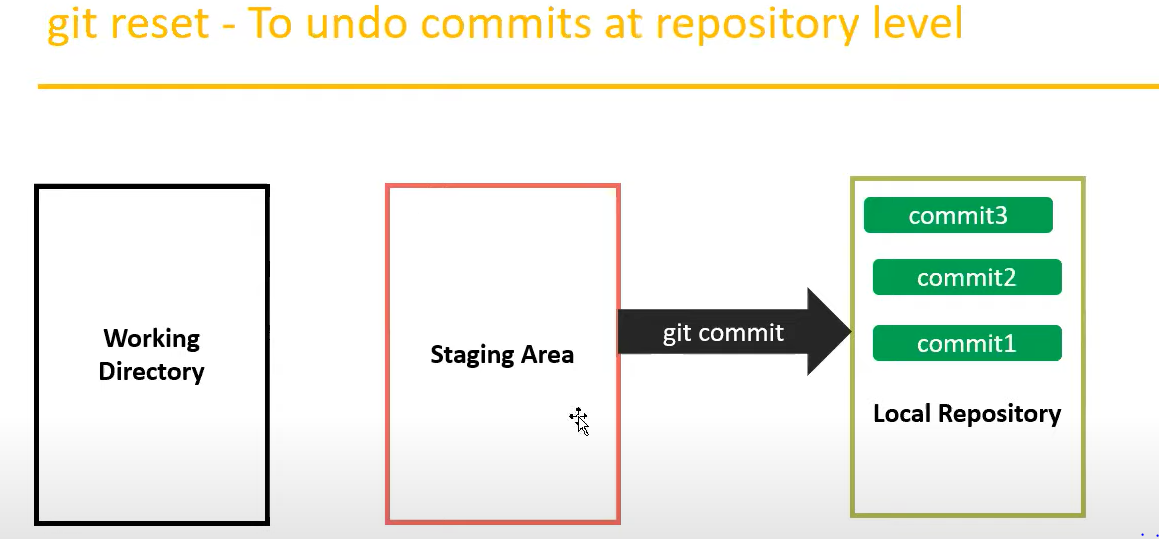 git reset - To undo commits at repository level
Working
Directory
Staging Area
git commit
commit3
commit2
commit1
Local Repository